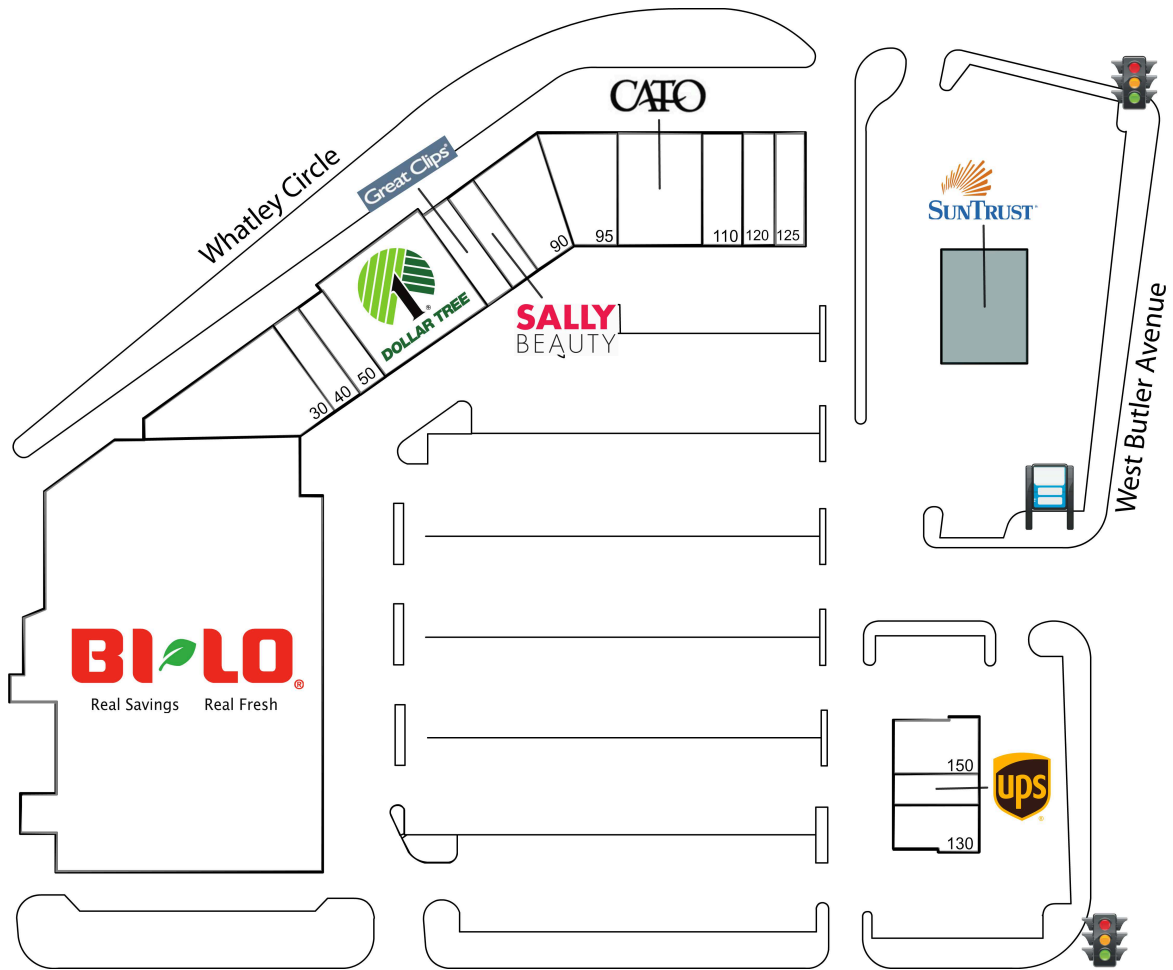 CATO
Whatley Circle
Great Clips
SUNTRUST
90
95
110
120
125
1
DOLLAR TREE
SALLY
BEAUTY
West Butler Avenue
50
40
30
BI-LO
Real Savings Real Fresh
150
ups
130